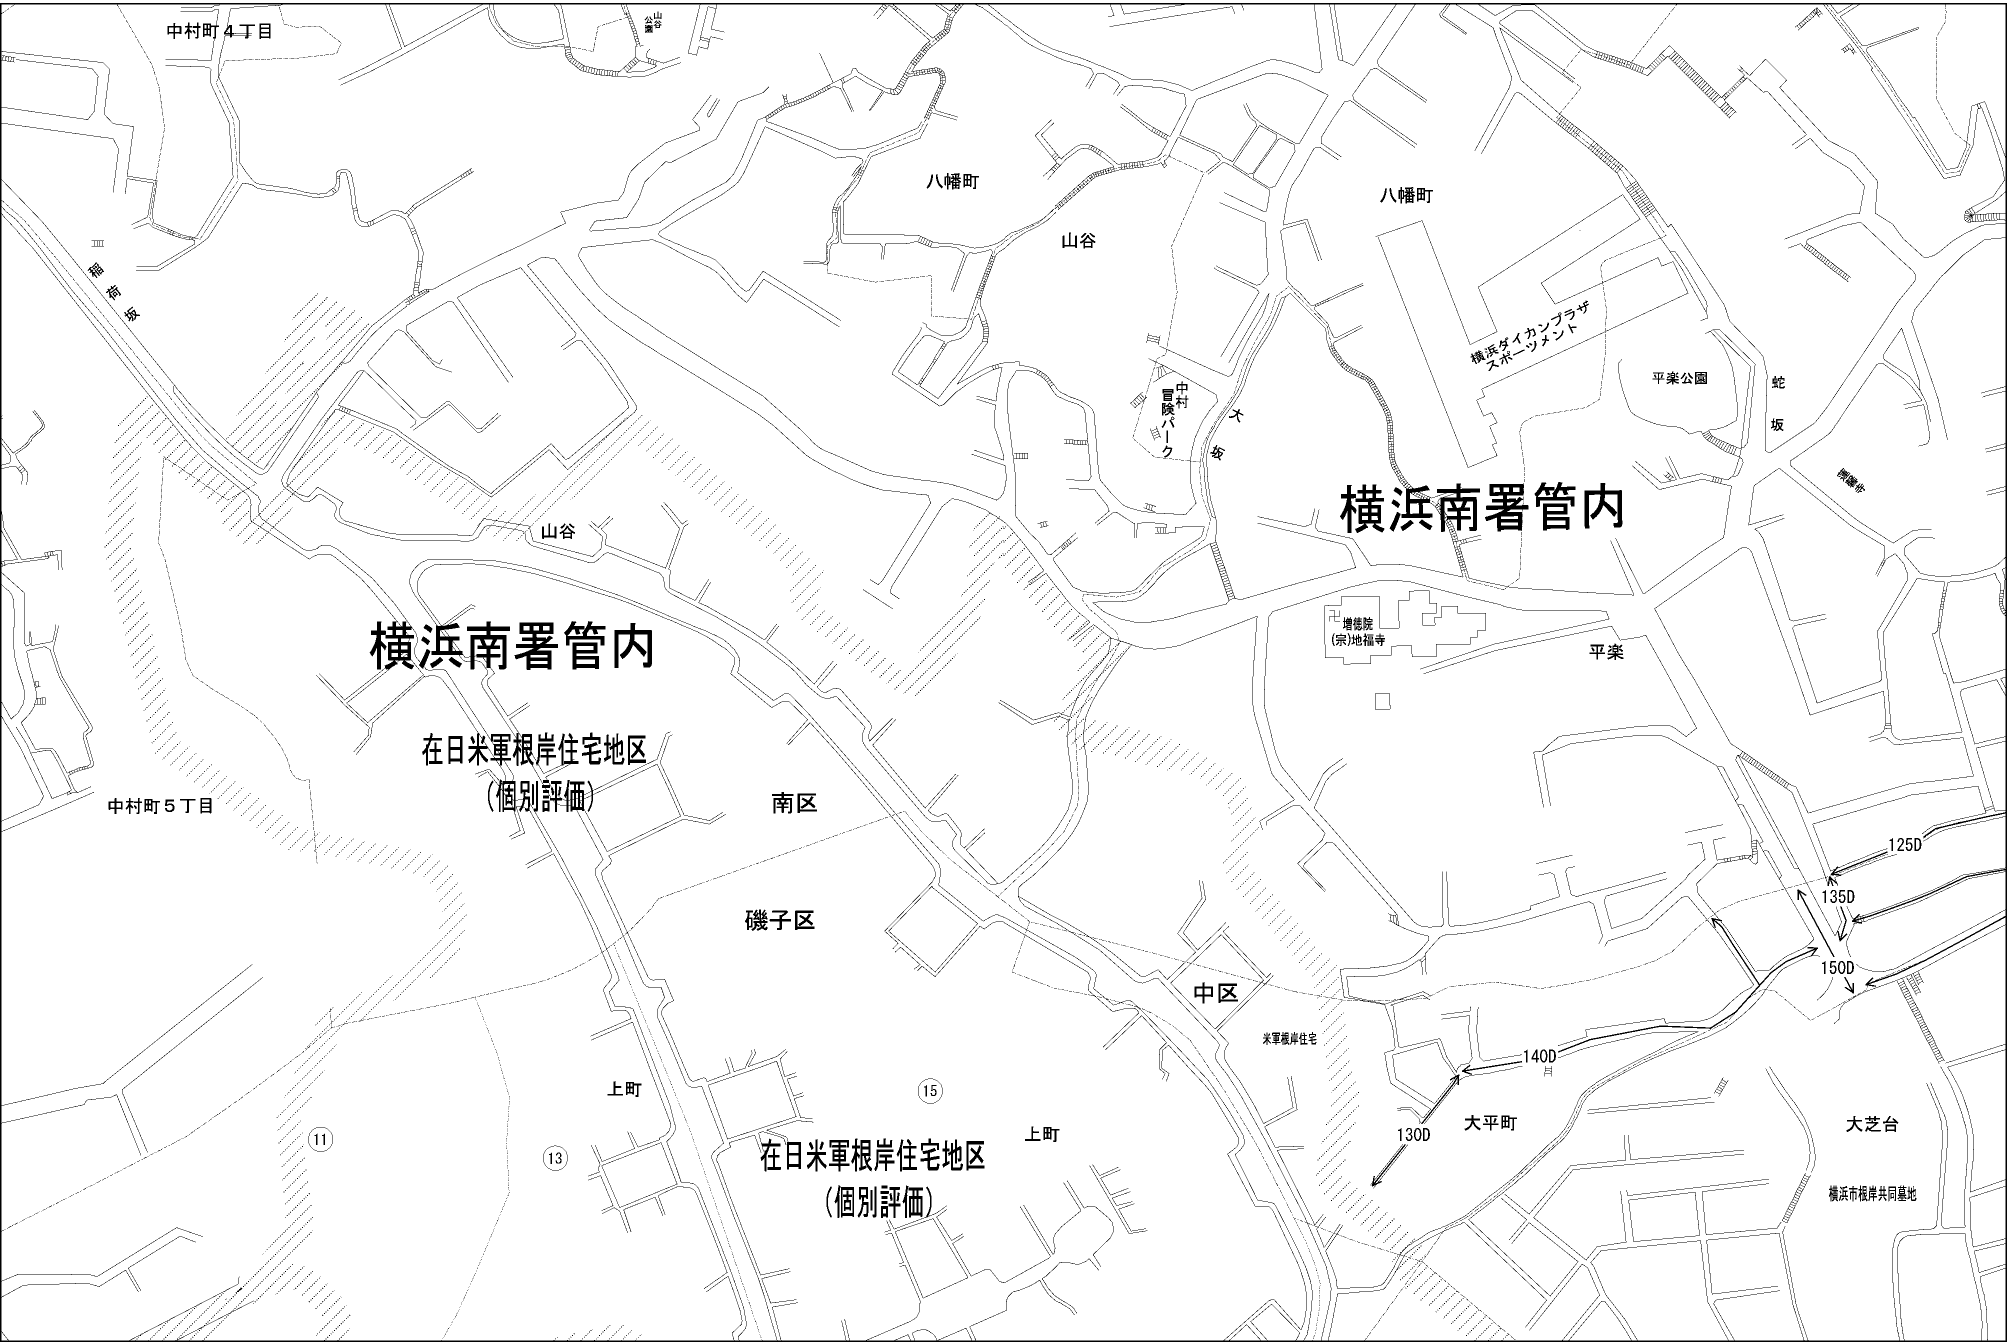 中村町４丁目
山谷
公園
八幡町
八幡町
山谷
稲荷坂
横浜ダイカンプラザ
スポーツメント
平楽公園
蛇坂
中村
冒険パーク
大坂
横浜南署管内
山谷
増徳院
(宗)地福寺
平楽
横浜南署管内
在日米軍根岸住宅地区
(個別評価)
南区
中村町５丁目
125D
135D
磯子区
150D
中区
米軍根岸住宅
140D
上町
15
大平町
大芝台
11
13
上町
130D
在日米軍根岸住宅地区
(個別評価)
横浜市根岸共同墓地